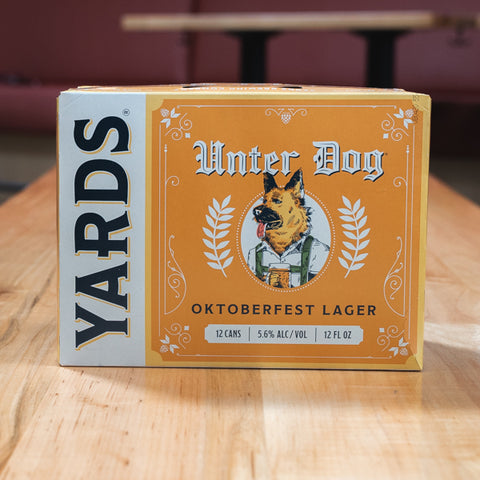 YARDS®
Unter Dog
OKTOBERFEST LAGER
12 CANS | 5.6% ALC/VOL | 12 FL OZ